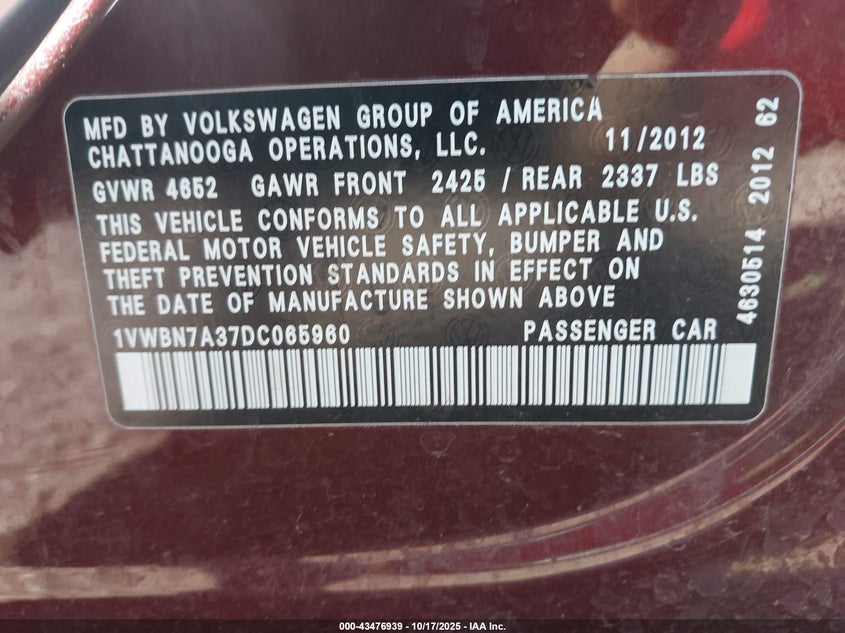 MFD BY VOLKSWAGEN GROUP OF AMERICA
CHATTANOOGA OPERATIONS, LLC. 11/2012
GVWR 4652 GAWR FRONT 2425 / REAR 2337 LBS
THIS VEHICLE CONFORMS TO ALL APPLICABLE U.S.
FEDERAL MOTOR VEHICLE SAFETY, BUMPER AND
THEFT PREVENTION STANDARDS IN EFFECT ON
THE DATE OF MANUFACTURE SHOWN ABOVE
1VWBN7A37DC065960 PASSENGER CAR
4630514 2012 62
000-43476939 - 10/17/2025 - IAA Inc.